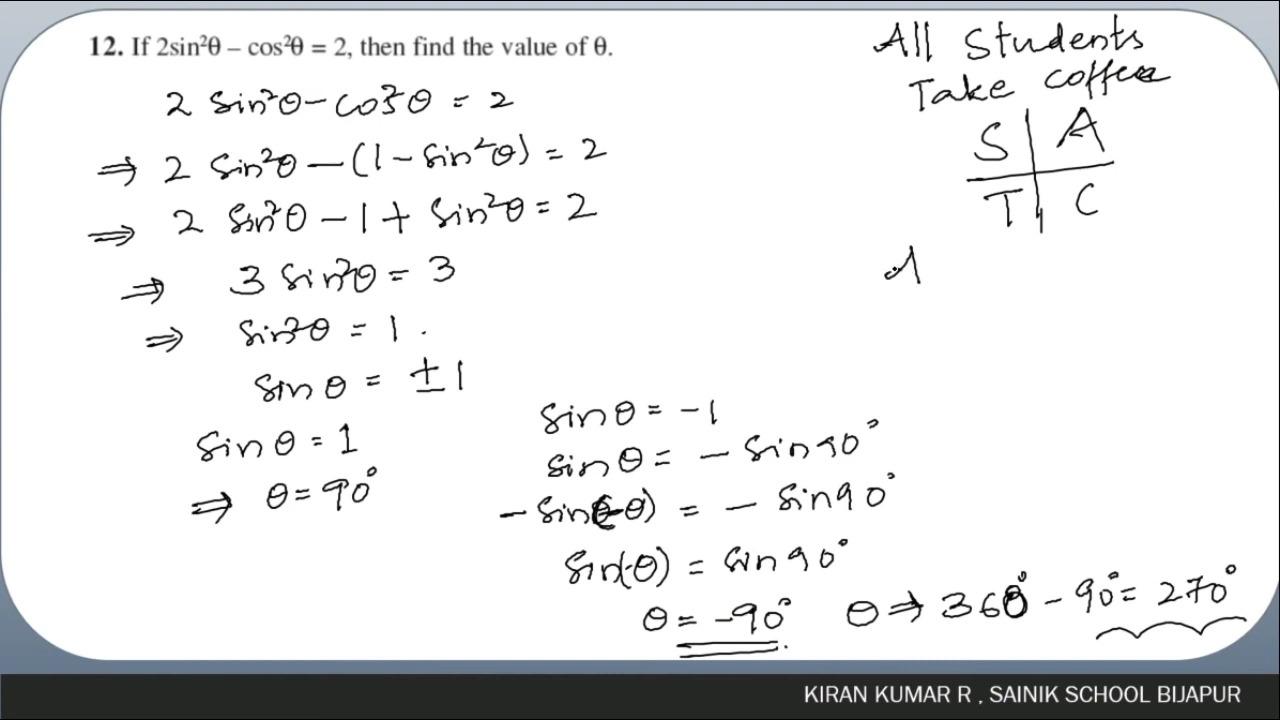 12. If 2sin²θ – cos²θ = 2, then find the value of θ.
2 sin²θ - cos²θ = 2
⇒ 2 sin²θ - (1 - sin²θ) = 2
⇒ 2 sin²θ - 1 + sin²θ = 2
⇒ 3 sin²θ = 3
⇒ sin²θ = 1.
sin θ = ±1
sin θ = 1
⇒ θ = 90°
sin θ = -1
sin θ = - sin 90°
- sin(-θ) = - sin 90°
sin(-θ) = sin 90°
θ = -90°
θ ⇒ 360° - 90° = 270°
All Students
Take coffee
S A
T C
KIRAN KUMAR R , SAINIK SCHOOL BIJAPUR